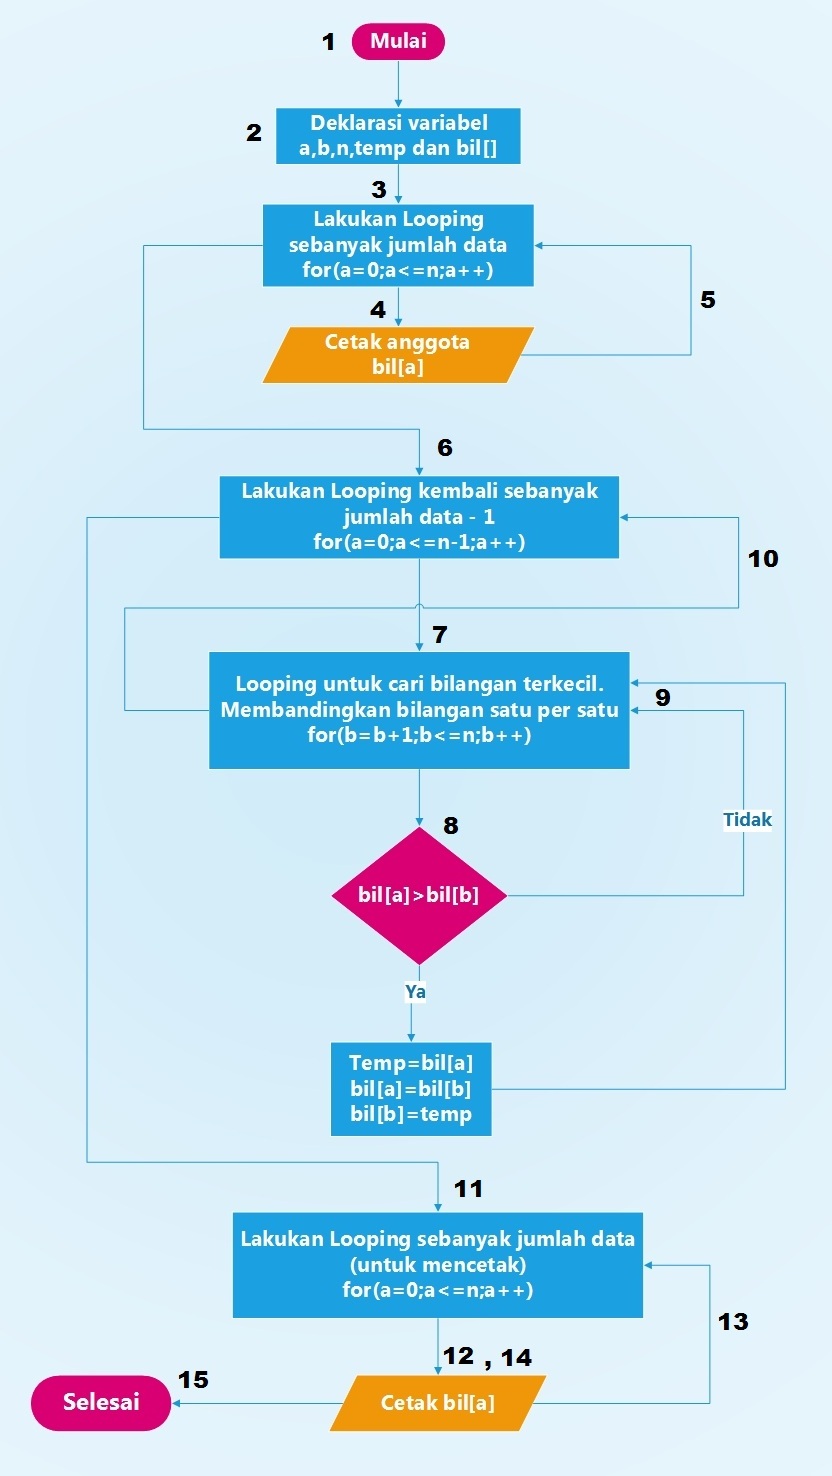 1
Mulai
2
Deklarasi variabel
a,b,n,temp dan bil[]
3
Lakukan Looping
sebanyak jumlah data
for(a=0;a<=n;a++)
4
Cetak anggota
bil[a]
5
6
Lakukan Looping kembali sebanyak
jumlah data - 1
for(a=0;a<=n-1;a++)
10
7
Looping untuk cari bilangan terkecil.
Membandingkan bilangan satu per satu
for(b=b+1;b<=n;b++)
9
8
Tidak
bil[a]>bil[b]
Ya
Temp=bil[a]
bil[a]=bil[b]
bil[b]=temp
11
Lakukan Looping sebanyak jumlah data
(untuk mencetak)
for(a=0;a<=n;a++)
13
12 , 14
Cetak bil[a]
15
Selesai